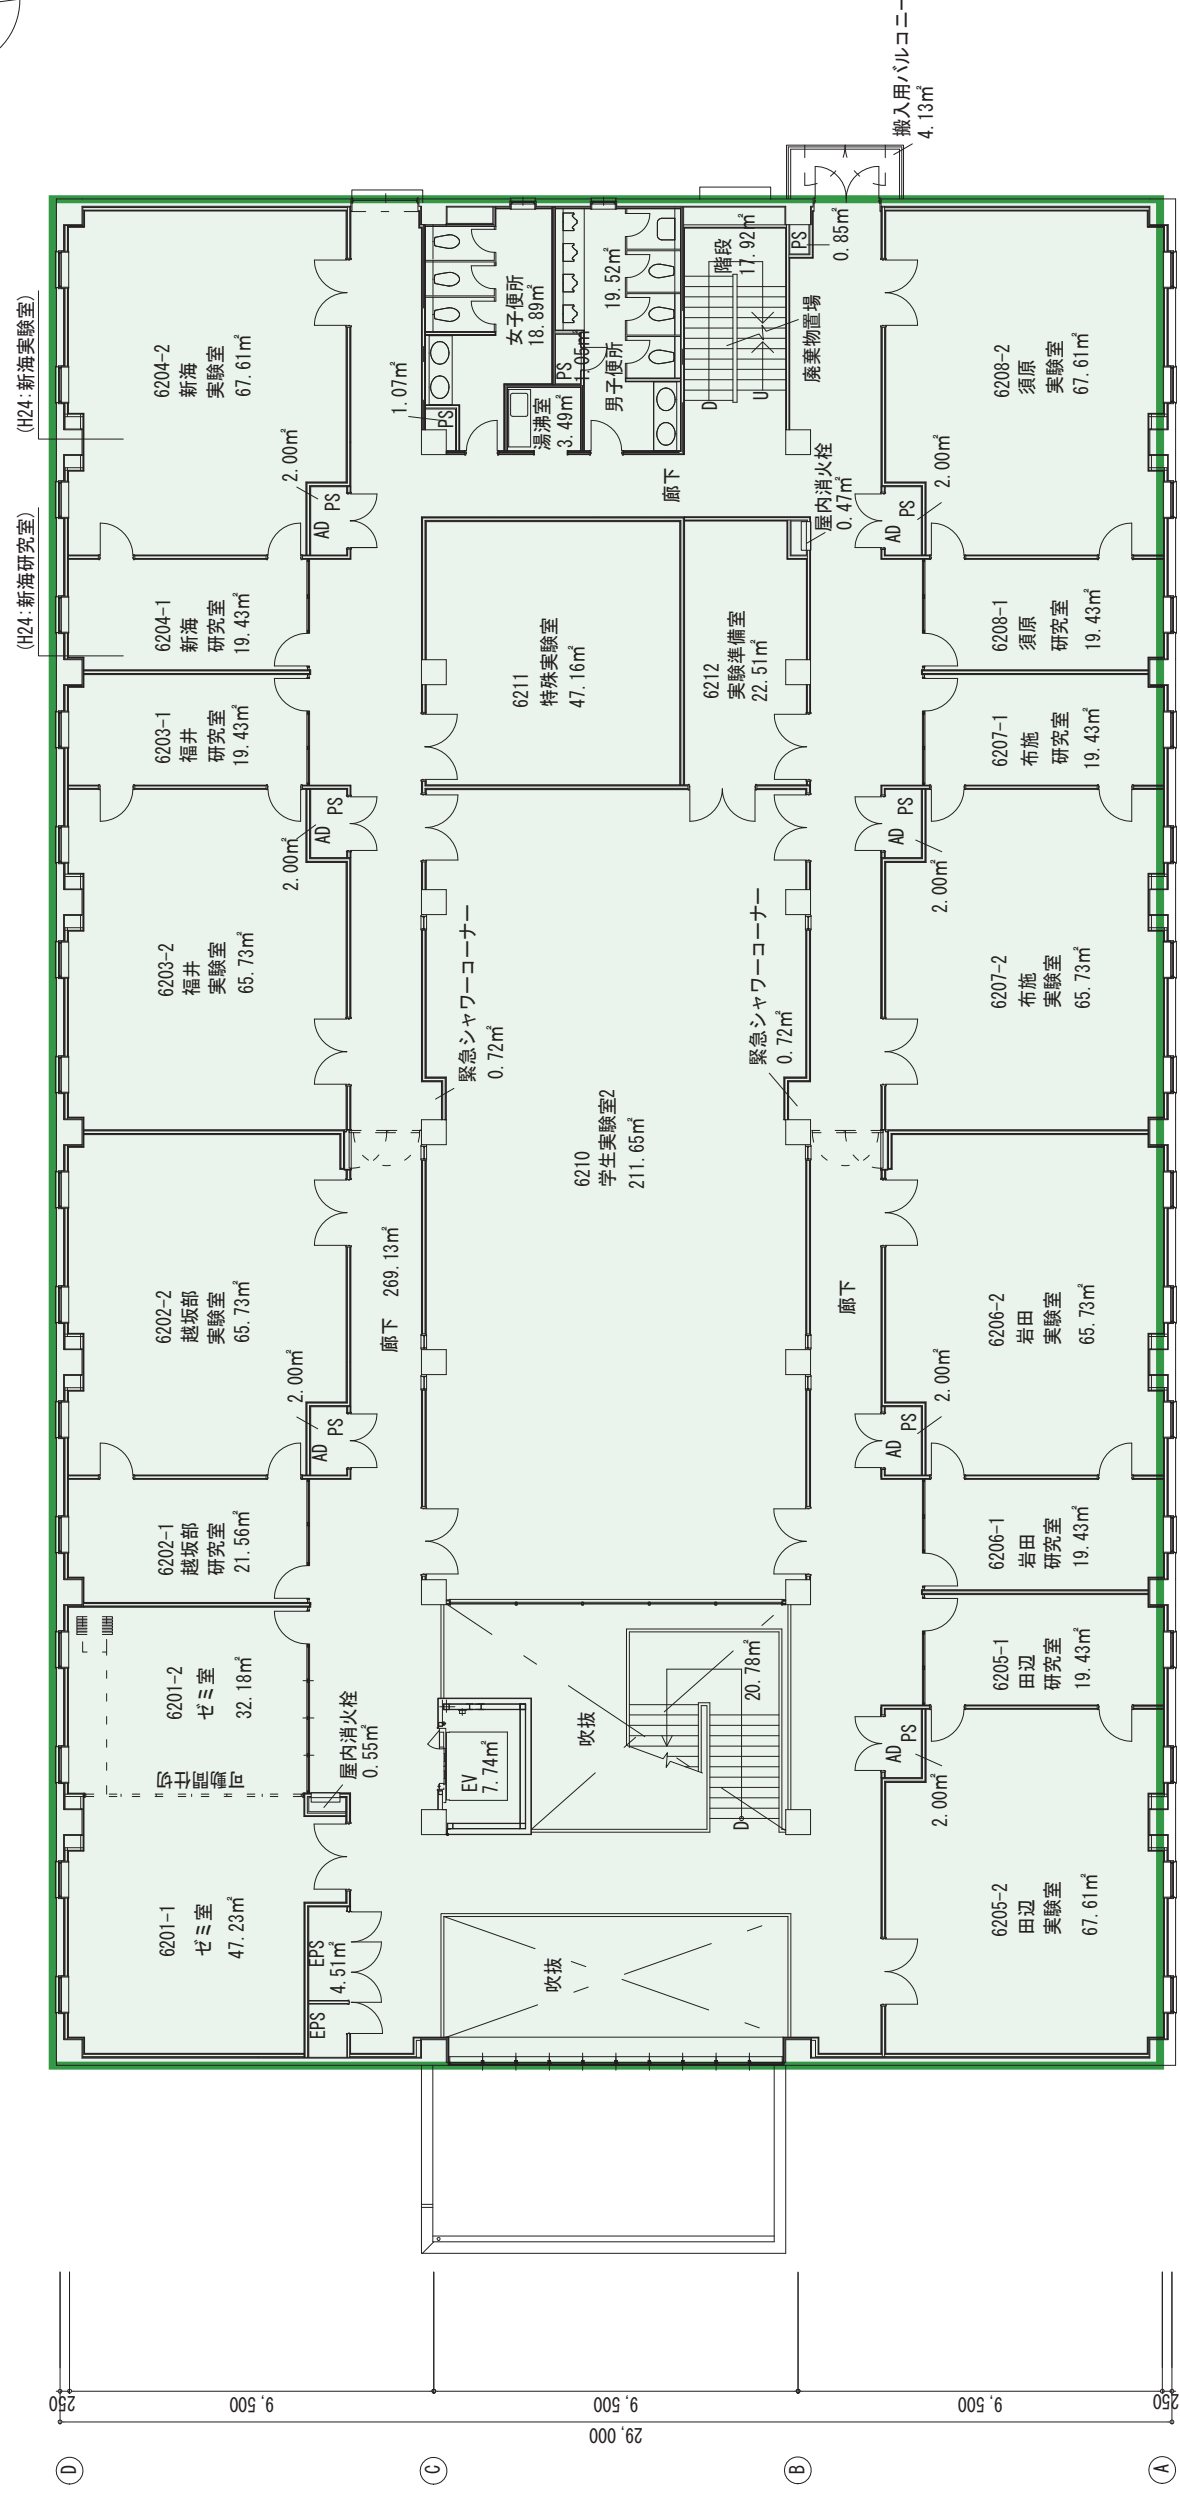 (H24:新海実験室)
(H24:新海研究室)
搬入用バルコニー
4.13㎡
6204-2
新海
実験室
67.61㎡
2.00㎡
AD
PS
6204-1
新海
研究室
19.43㎡
6203-1
福井
研究室
19.43㎡
2.00㎡
AD
PS
6203-2
福井
実験室
65.73㎡
6202-2
越坂部
実験室
65.73㎡
2.00㎡
AD
PS
6202-1
越坂部
研究室
21.56㎡
6201-2
ゼミ室
32.18㎡
可動間仕切
屋内消火栓
0.55㎡
6201-1
ゼミ室
47.23㎡
EPS
4.51㎡
EPS
1.07㎡
PS
女子便所
18.89㎡
湯沸室
3.49㎡
PS
1.05㎡
男子便所
19.52㎡
階段
17.92㎡
D
U
廃棄物置場
PS
0.85㎡
廊下
屋内消火栓
0.47㎡
6211
特殊実験室
47.16㎡
6212
実験準備室
22.51㎡
緊急シャワーコーナー
0.72㎡
緊急シャワーコーナー
0.72㎡
6210
学生実験室2
211.65㎡
廊下 269.13㎡
廊下
EV
7.74㎡
吹抜
20.78㎡
D
吹抜
6208-2
須原
実験室
67.61㎡
2.00㎡
AD
PS
6208-1
須原
研究室
19.43㎡
6207-1
布施
研究室
19.43㎡
AD
PS
2.00㎡
6207-2
布施
実験室
65.73㎡
6206-2
岩田
実験室
65.73㎡
2.00㎡
AD
PS
6206-1
岩田
研究室
19.43㎡
6205-1
田辺
研究室
19.43㎡
AD
PS
2.00㎡
6205-2
田辺
実験室
67.61㎡
250
9,500
9,500
9,500
250
29,000
D
C
B
A